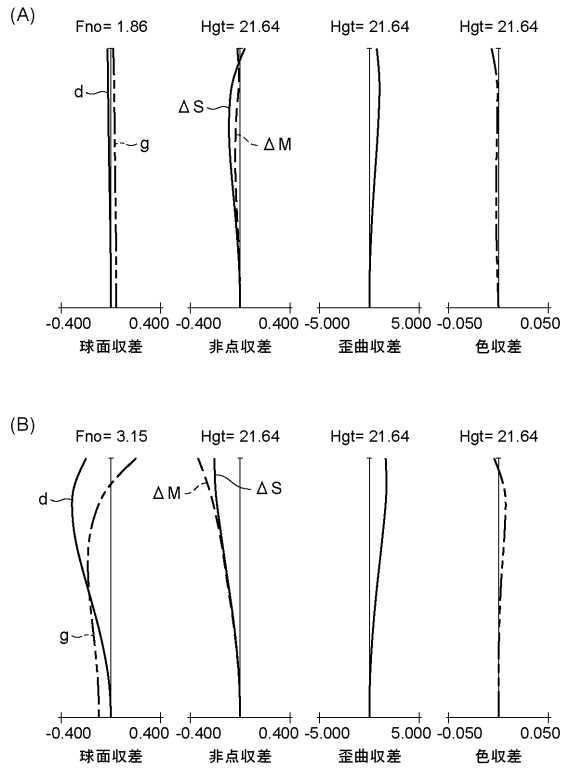 (A)
Fno= 1.86 Hgt= 21.64 Hgt= 21.64 Hgt= 21.64
d g ΔS ΔM
-0.400 0.400 -0.400 0.400 -5.000 5.000 -0.050 0.050
球面収差 非点収差 歪曲収差 色収差
(B)
Fno= 3.15 Hgt= 21.64 Hgt= 21.64 Hgt= 21.64
d g ΔM ΔS
-0.400 0.400 -0.400 0.400 -5.000 5.000 -0.050 0.050
球面収差 非点収差 歪曲収差 色収差